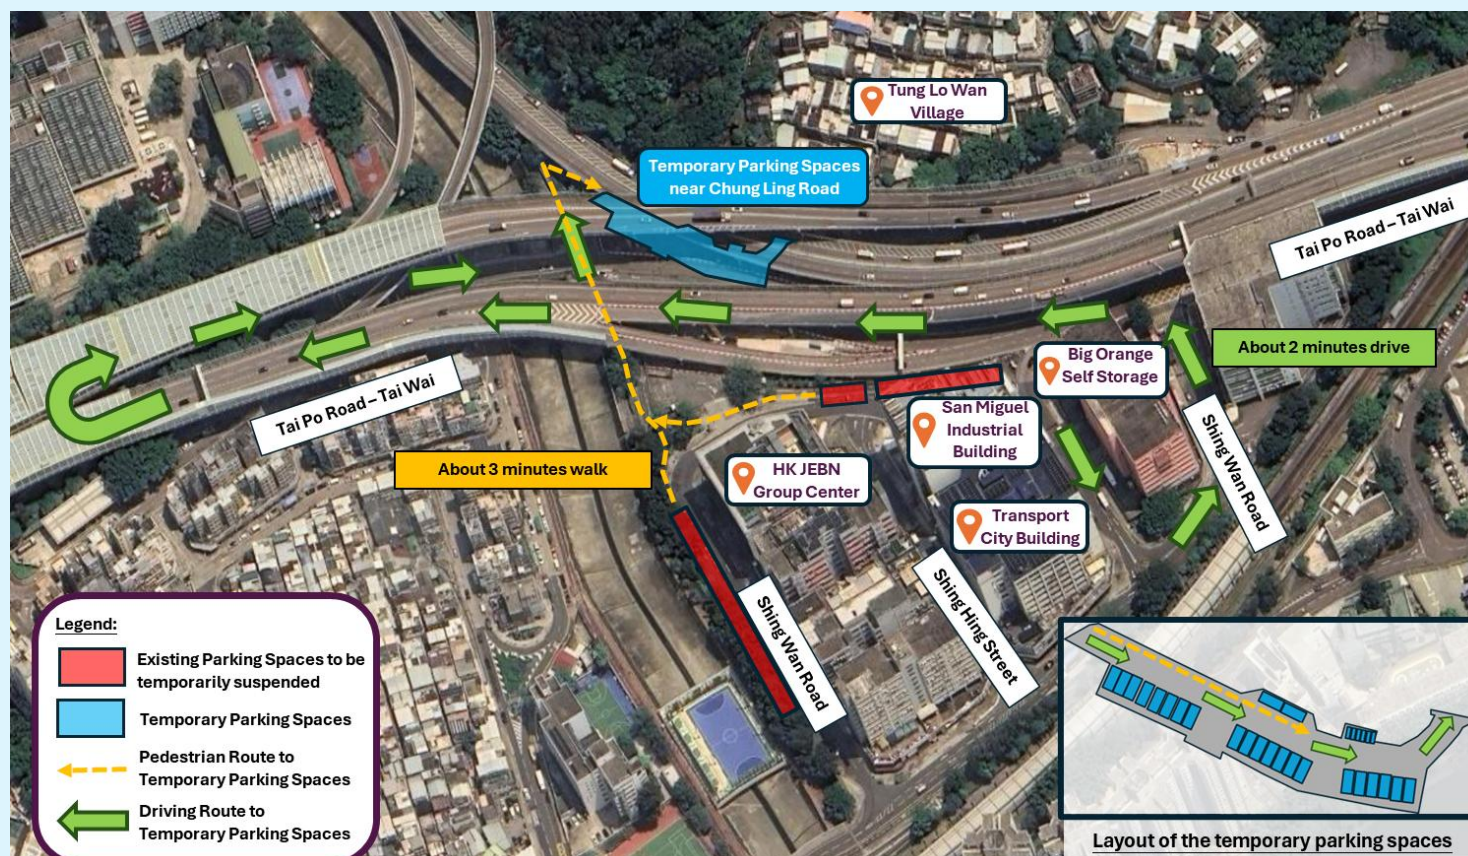 Tung Lo Wan
Village
Temporary Parking Spaces
near Chung Ling Road
Tai Po Road – Tai Wai
About 2 minutes drive
Big Orange
Self Storage
Tai Po Road – Tai Wai
San Miguel
Industrial
Building
Shing Wan Road
About 3 minutes walk
HK JEBN
Group Center
Transport
City Building
Shing Wan Road
Shing Hing Street
Legend:
Existing Parking Spaces to be
temporarily suspended
Temporary Parking Spaces
Pedestrian Route to
Temporary Parking Spaces
Driving Route to
Temporary Parking Spaces
Layout of the temporary parking spaces